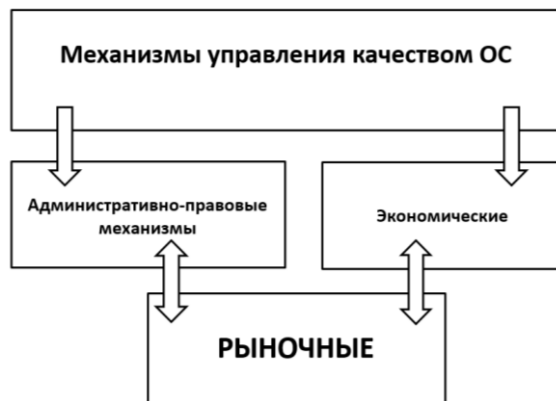 Механизмы управления качеством ОС
Административно-правовые
механизмы
Экономические
РЫНОЧНЫЕ